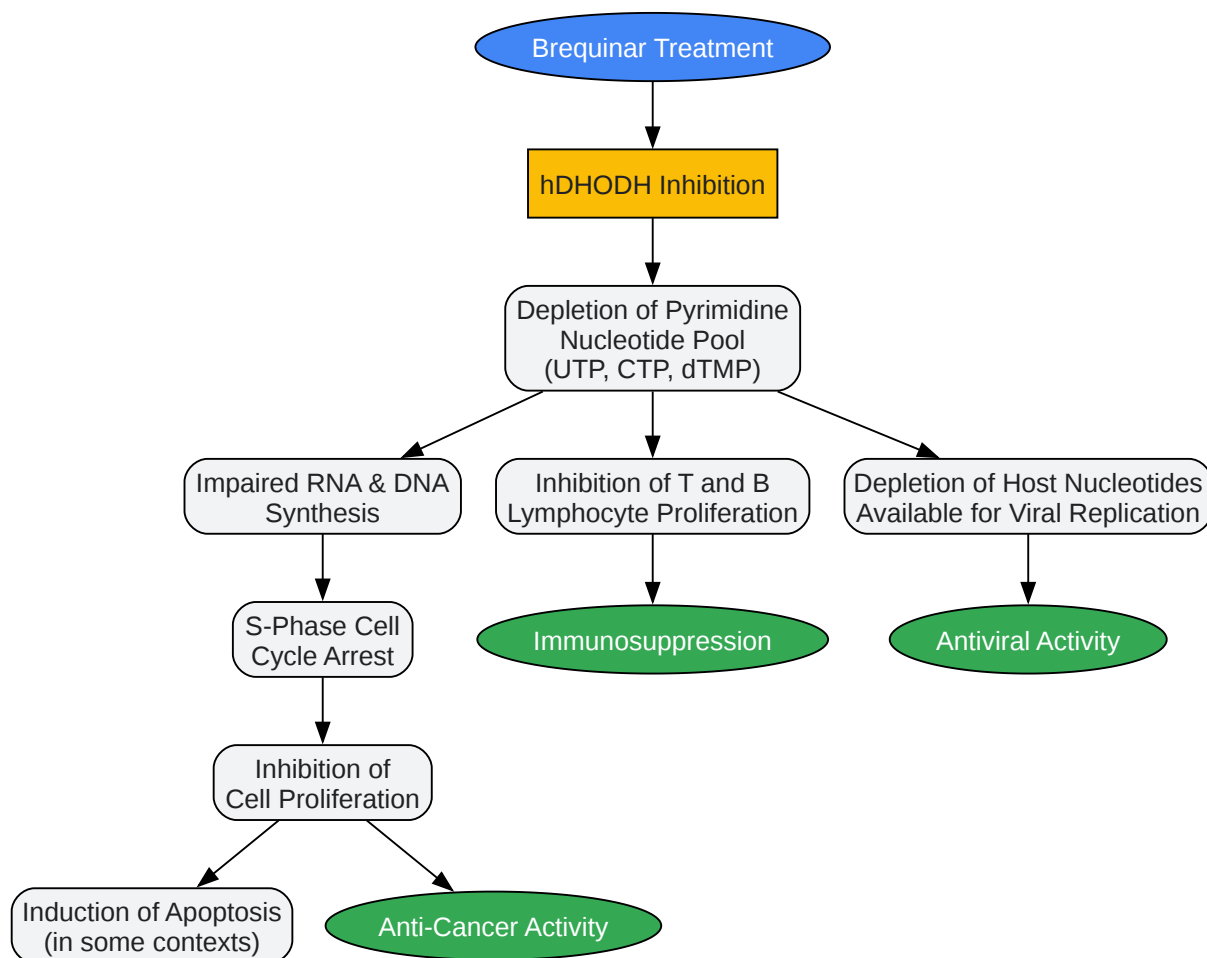 Brequinar Treatment
hDHODH Inhibition
Depletion of Pyrimidine
Nucleotide Pool
(UTP, CTP, dTMP)
Impaired RNA & DNA
Synthesis
Inhibition of T and B
Lymphocyte Proliferation
Depletion of Host Nucleotides
Available for Viral Replication
S-Phase Cell
Cycle Arrest
Immunosuppression
Antiviral Activity
Inhibition of
Cell Proliferation
Induction of Apoptosis
(in some contexts)
Anti-Cancer Activity